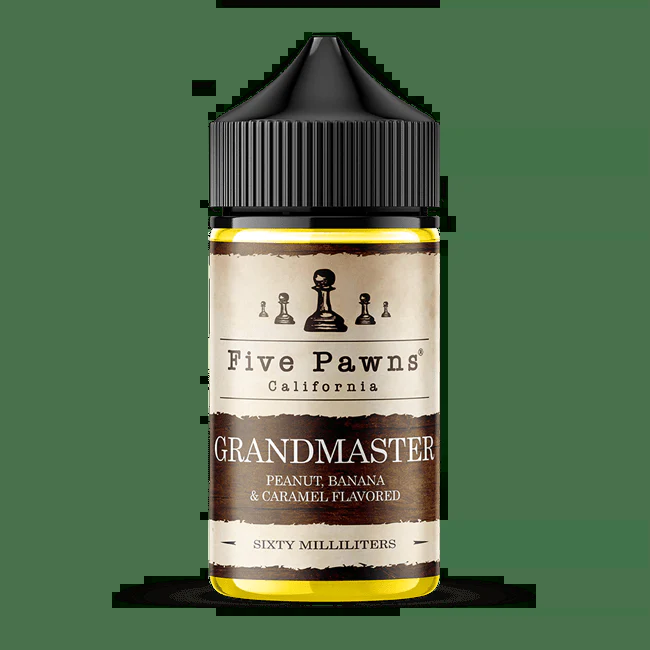 Five Pawns®
California
GRANDMASTER
PEANUT, BANANA
& CARAMEL FLAVORED
SIXTY MILLILITERS